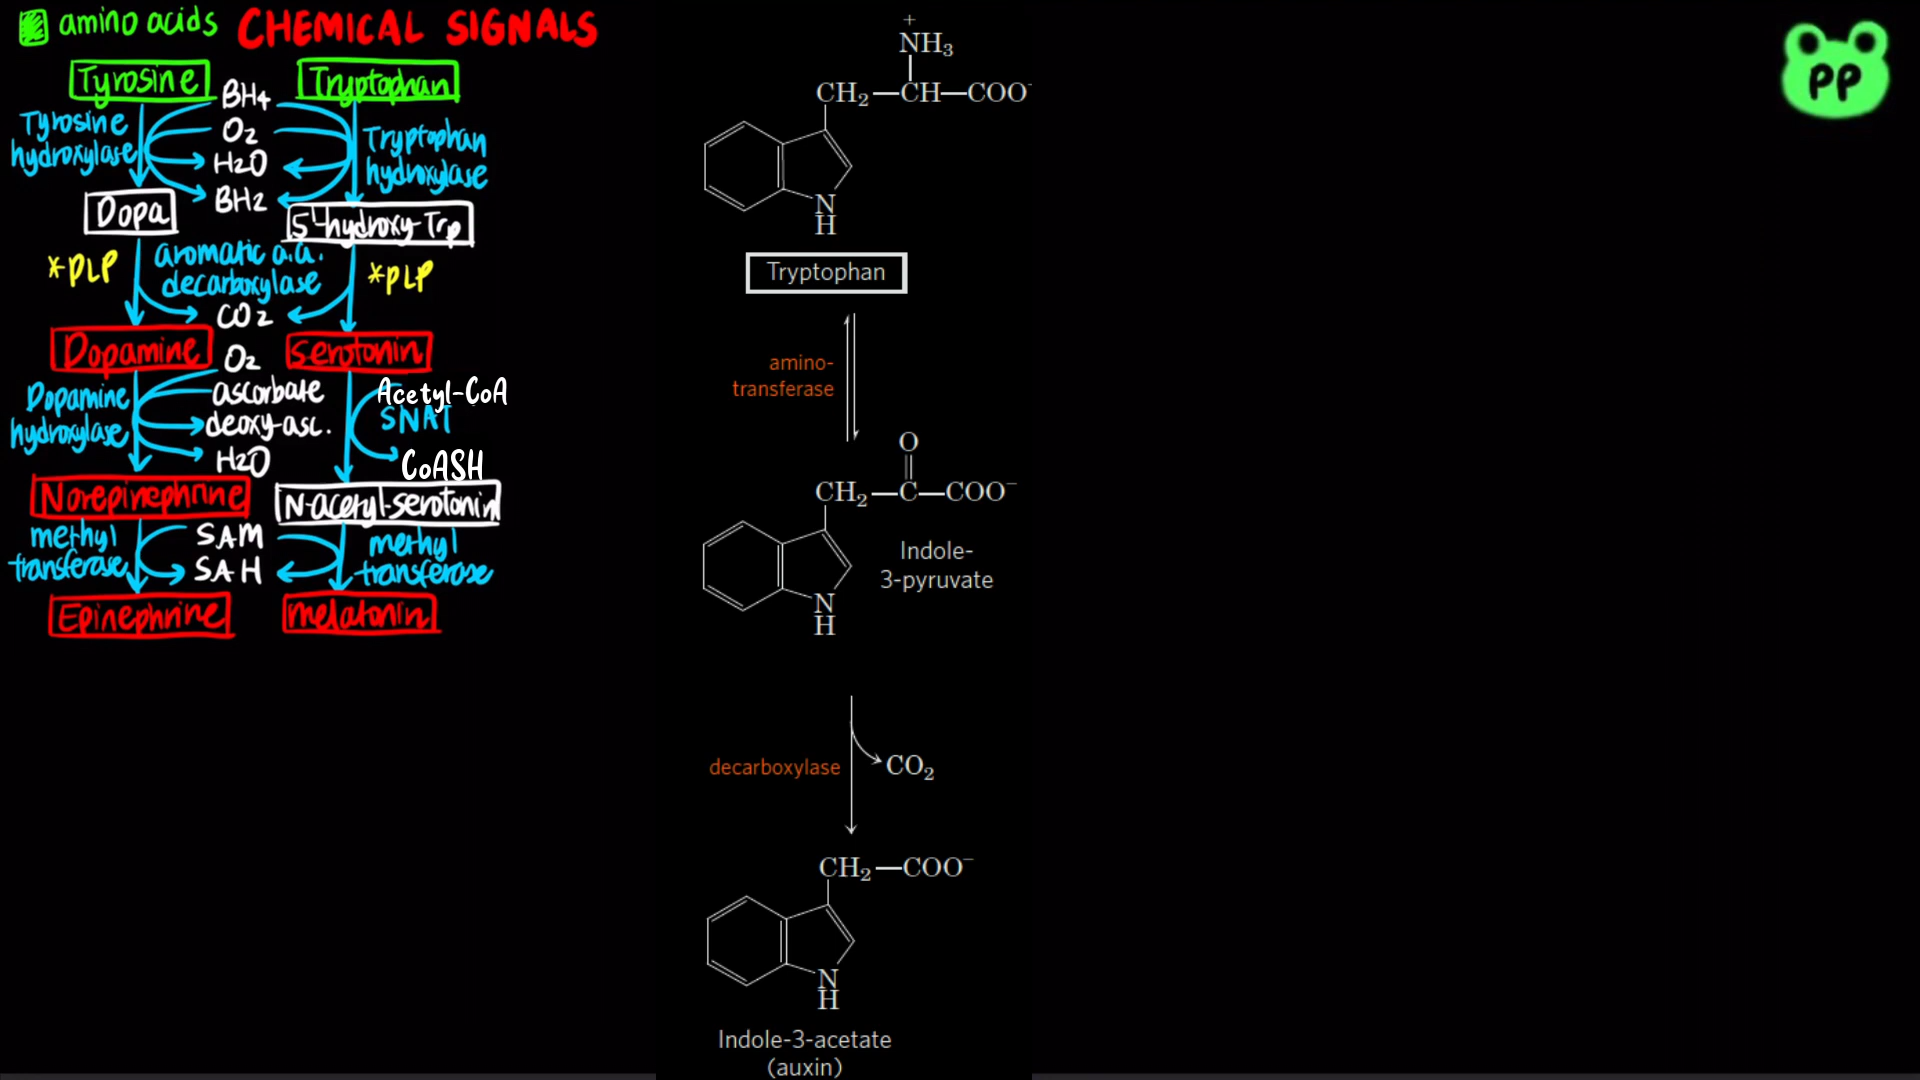 amino acids CHEMICAL SIGNALS
Tyrosine
Tryptophan
BH4
O2
H2O
BH2
Tyrosine
hydroxylase
Tryptophan
hydroxylase
Dopa
5'-hydroxy-Trp
*PLP
aromatic a.a.
decarboxylase
*PLP
CO2
Dopamine
serotonin
O2
ascorbate
deoxy-asc.
H2O
Dopamine
hydroxylase
Acetyl-CoA
SNAT
CoASH
Norepinephrine
N-acetyl-serotonin
methyl
transferase
SAM
SAH
methyl
transferase
Epinephrine
melatonin
+
NH3
CH2—CH—COO-
N
H
Tryptophan
amino-
transferase
O
CH2—C—COO−
N
H
Indole-
3-pyruvate
decarboxylase
CO2
CH2—COO−
N
H
Indole-3-acetate
(auxin)
PP